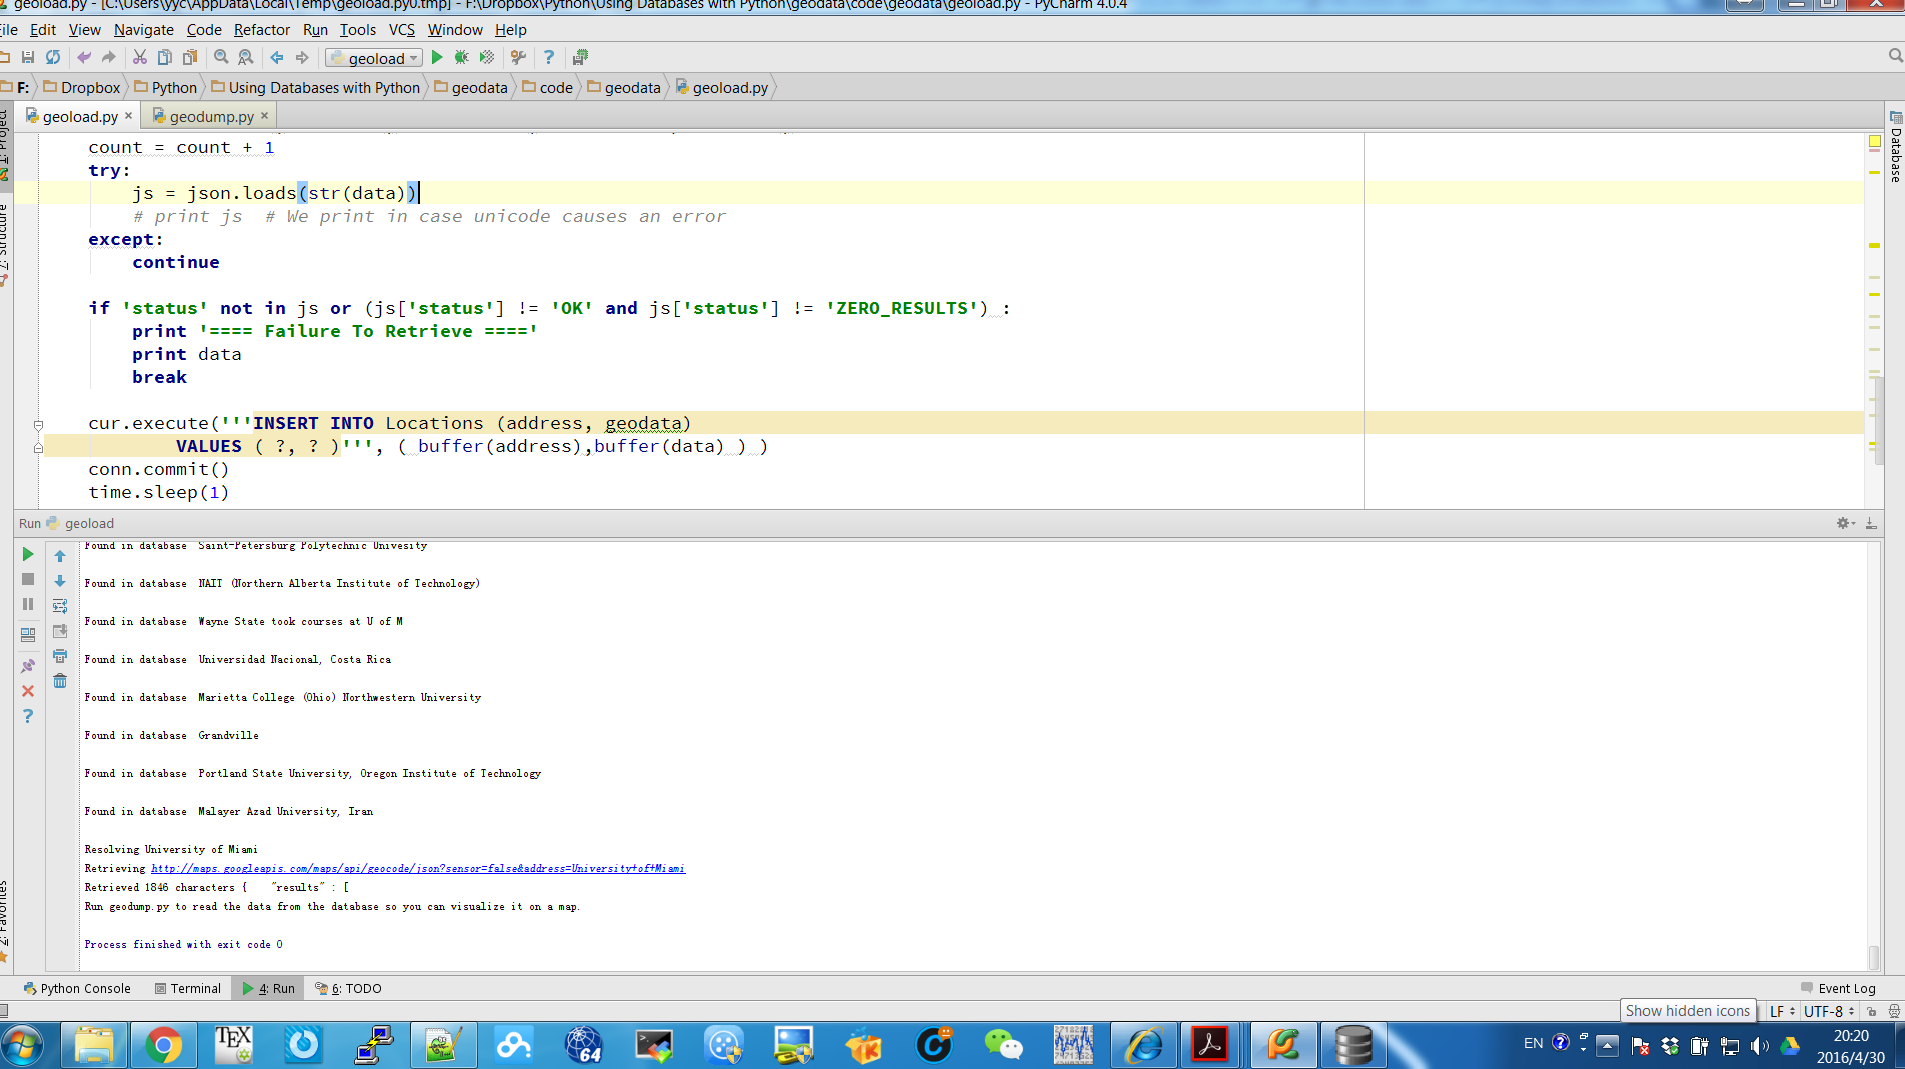 geoload.py - [C:\Users\yyc\AppData\Local\Temp\geoload.py0.tmp] - F:\Dropbox\Python\Using Databases with Python\geodata\code\geodata\geoload.py - PyCharm 4.0.4
ile Edit View Navigate Code Refactor Run Tools VCS Window Help
geoload
F: Dropbox Python Using Databases with Python geodata code geodata geoload.py
geoload.py × geodump.py ×
1: Project
7: Structure
2: Favorites
Database
count = count + 1
try:
js = json.loads(str(data))
# print js  # We print in case unicode causes an error
except:
continue
if 'status' not in js or (js['status'] != 'OK' and js['status'] != 'ZERO_RESULTS') :
print '==== Failure To Retrieve ===='
print data
break
cur.execute('''INSERT INTO Locations (address, geodata)
VALUES ( ?, ? )''', ( buffer(address),buffer(data) ) )
conn.commit()
time.sleep(1)
Run geoload
Found in database  Saint-Petersburg Polytechnic Univesity
Found in database  NAIT (Northern Alberta Institute of Technology)
Found in database  Wayne State took courses at U of M
Found in database  Universidad Nacional, Costa Rica
Found in database  Marietta College (Ohio) Northwestern University
Found in database  Grandville
Found in database  Portland State University, Oregon Institute of Technology
Found in database  Malayer Azad University, Iran
Resolving University of Miami
Retrieving http://maps.googleapis.com/maps/api/geocode/json?sensor=false&address=University+of+Miami
Retrieved 1846 characters {    "results" : [
Run geodump.py to read the data from the database so you can visualize it on a map.
Process finished with exit code 0
Python Console Terminal 4: Run 6: TODO Event Log
Show hidden icons LF UTF-8
TEX
64
EN
20:20
2016/4/30